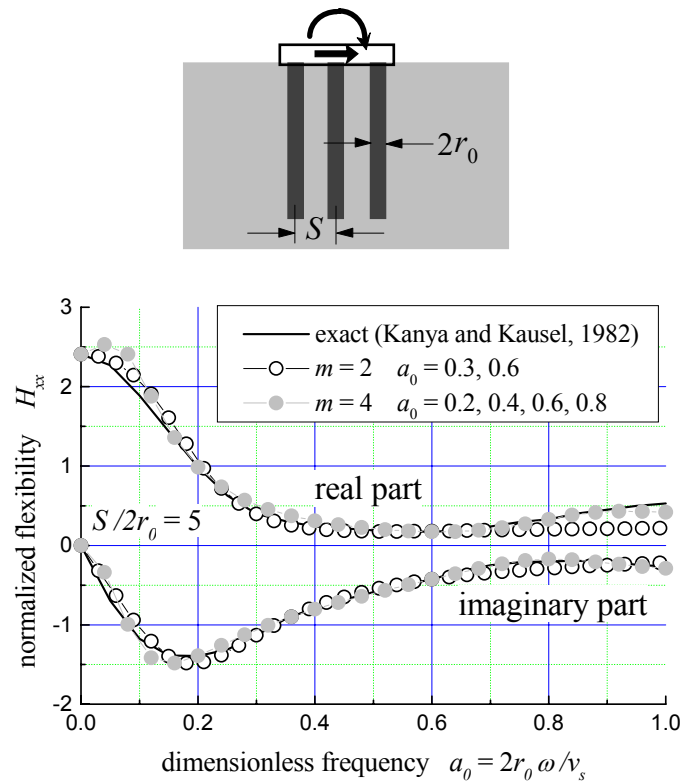 2r₀
S
3
2
1
0
-1
-2
normalized flexibility Hₓₓ
exact (Kanya and Kausel, 1982)
m = 2 a₀ = 0.3, 0.6
m = 4 a₀ = 0.2, 0.4, 0.6, 0.8
real part
S/2r₀ = 5
imaginary part
0.0 0.2 0.4 0.6 0.8 1.0
dimensionless frequency a₀ = 2r₀ ω/vₛ